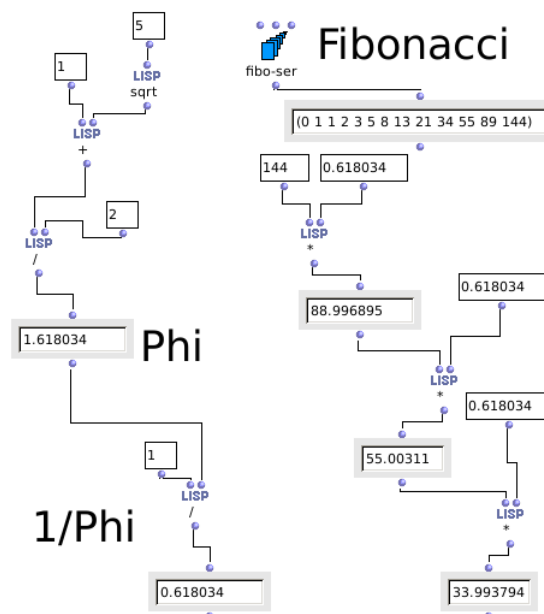 5
Fibonacci
1
LISP
sqrt
fibo-ser
LISP
+
(0 1 1 2 3 5 8 13 21 34 55 89 144)
144
0.618034
2
LISP
/
LISP
*
0.618034
1.618034
Phi
88.996895
LISP
*
0.618034
1
55.00311
LISP
/
LISP
*
1/Phi
0.618034
33.993794